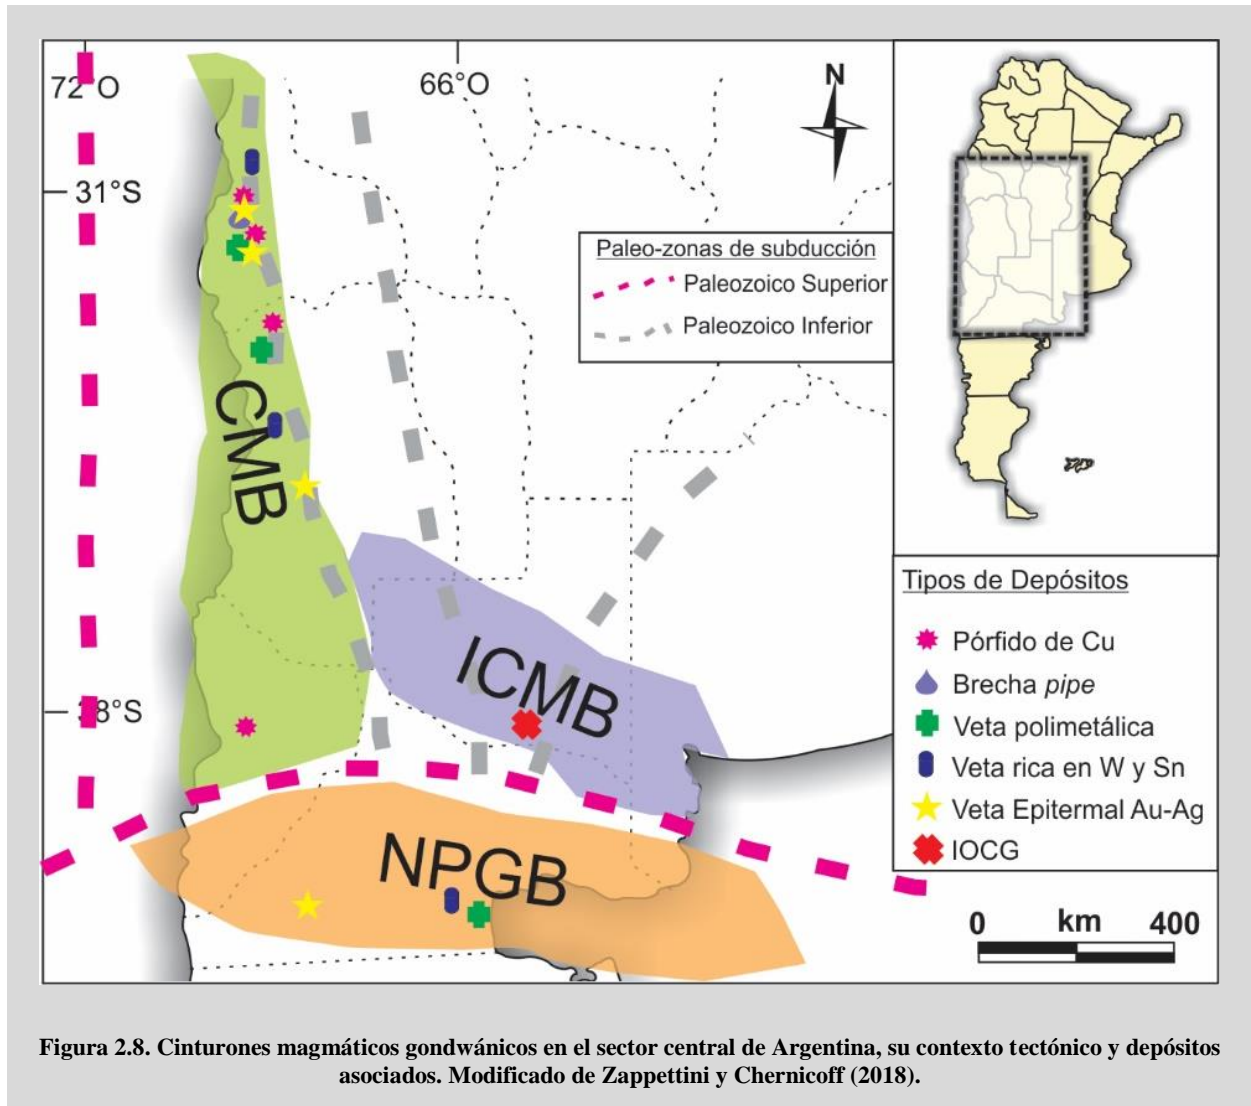 72°O
66°O
N
31°S
Paleo-zonas de subducción
Paleozoico Superior
Paleozoico Inferior
CMB
ICMB
38°S
NPGB
Tipos de Depósitos
Pórfido de Cu
Brecha pipe
Veta polimetálica
Veta rica en W y Sn
Veta Epitermal Au-Ag
IOCG
0 km 400
Figura 2.8. Cinturones magmáticos gondwánicos en el sector central de Argentina, su contexto tectónico y depósitos
asociados. Modificado de Zappettini y Chernicoff (2018).